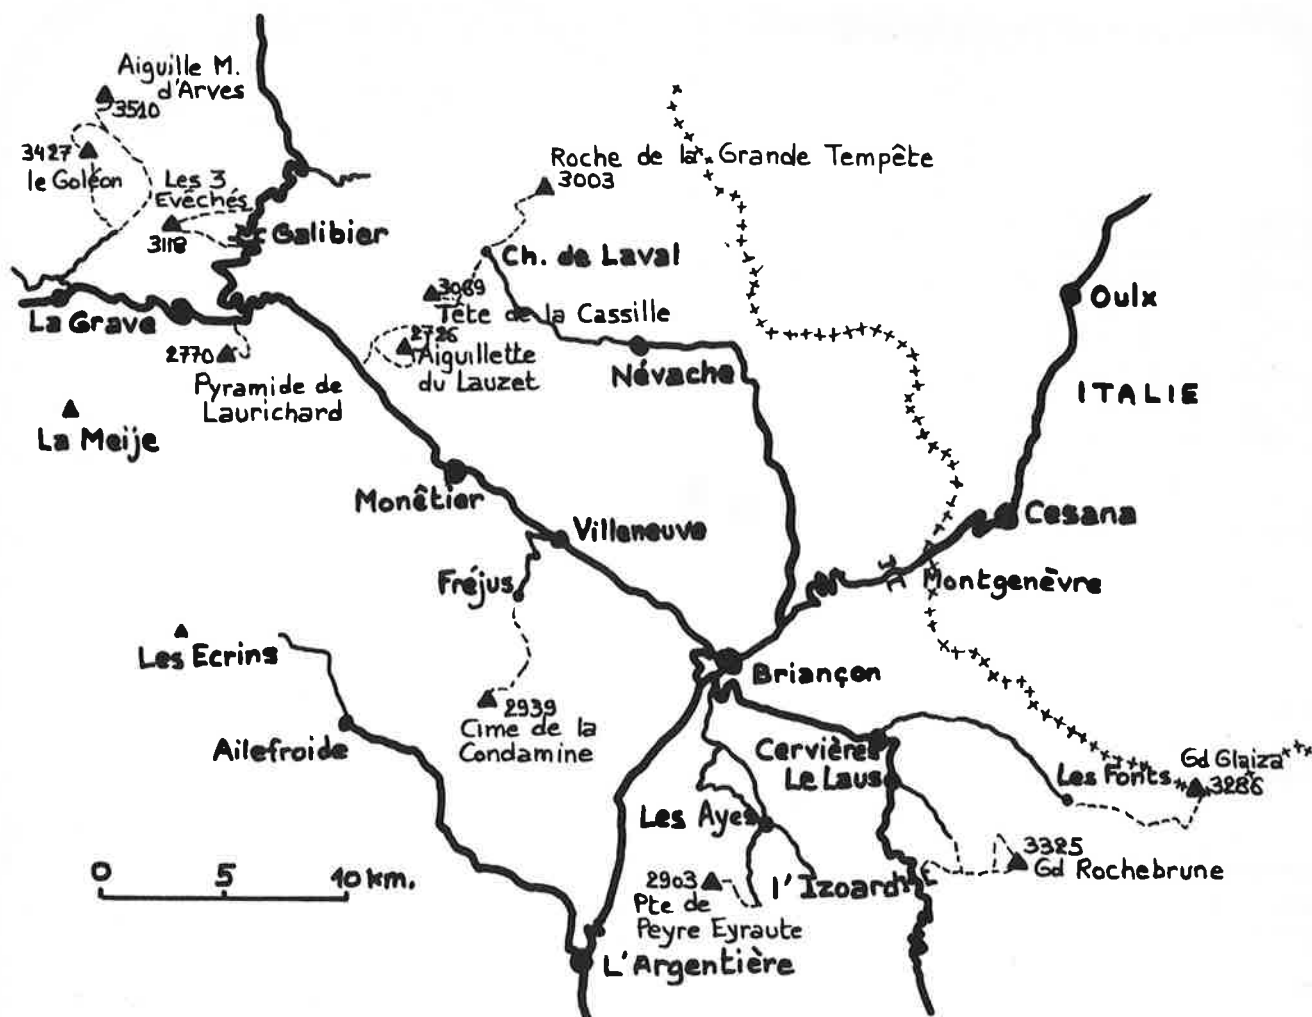 Aiguille M.
d'Arves
3510
3427
le Goléon
Les 3
Evêchés
3118
Galibier
Roche de la Grande Tempête
3003
Ch. de Laval
3089
Tête de la Cassille
2726
Aiguillette
du Lauzet
Oulx
La Grave
2770
Pyramide de
Laurichard
Névache
ITALIE
La Meije
Monêtier
Villeneuve
Cesana
Fréjus
Montgenèvre
Les Ecrins
Briançon
2939
Cime de la
Condamine
Ailefroide
Cervières
Le Laus
Les Fonts
Gd Glaiza
3286
Les Ayes
3325
Gd Rochebrune
0 5 10 km.
2903
Pte de
Peyre Eyraute
l'Izoard
L'Argentière